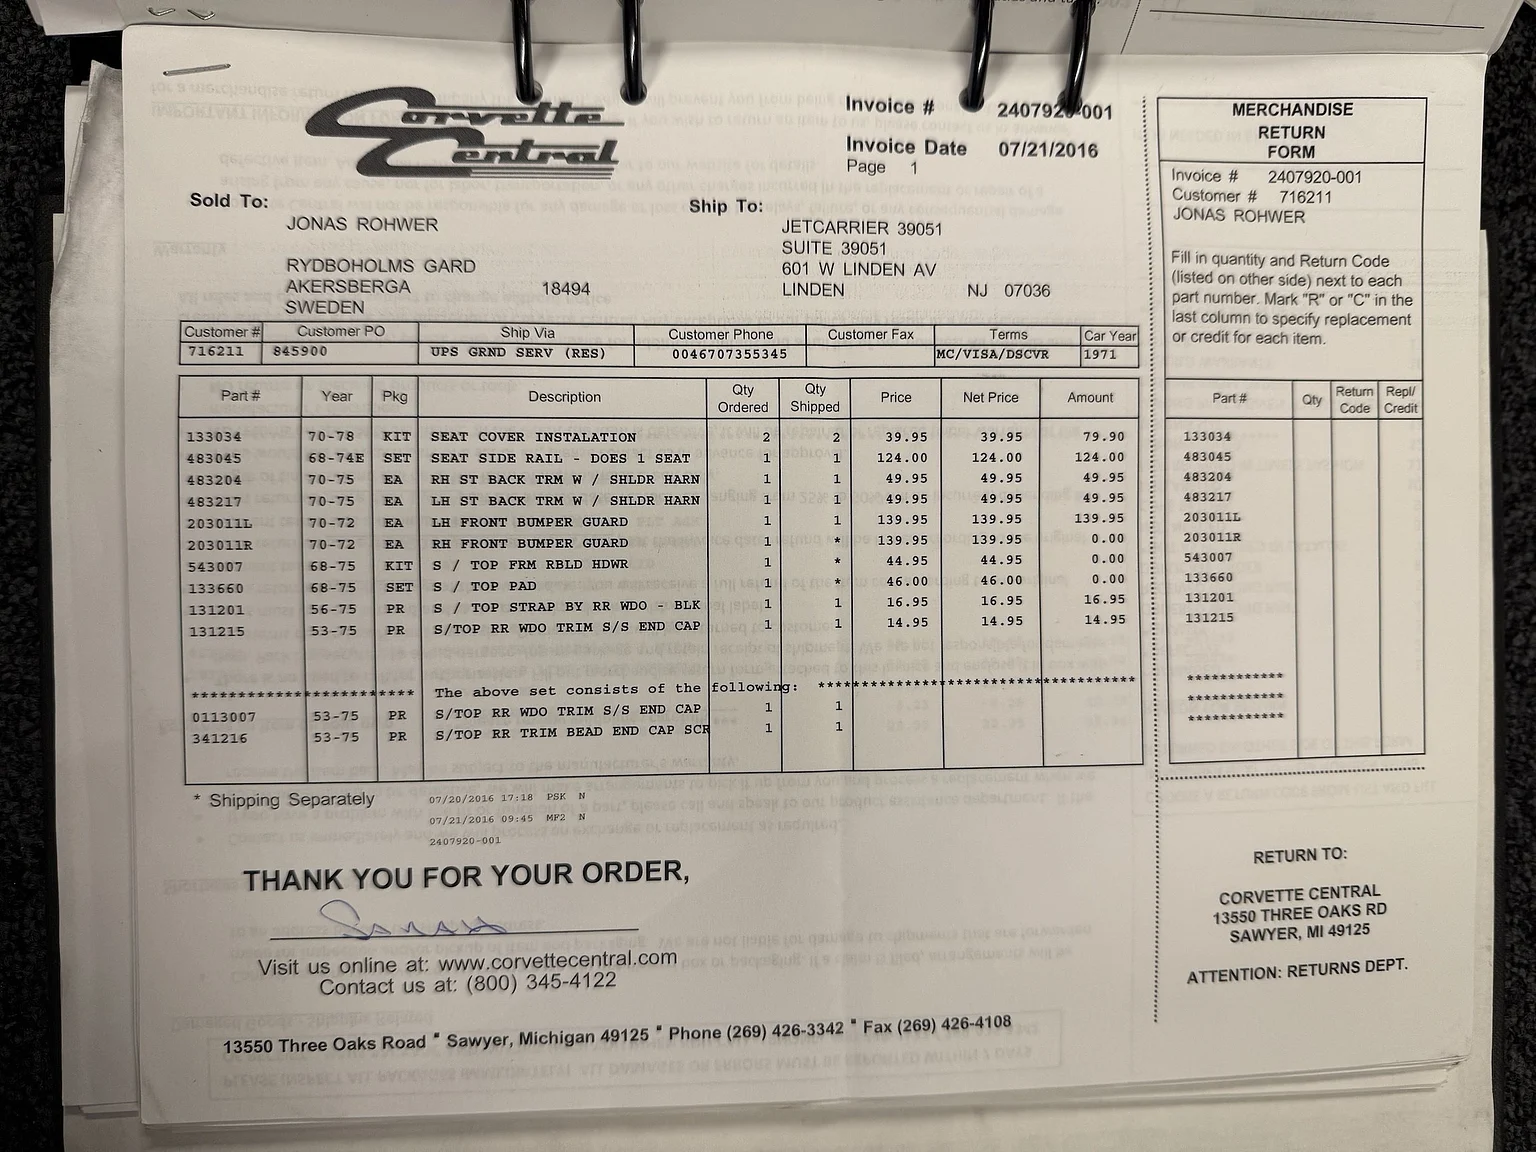 Corvette
Central
Invoice # 2407920-001
Invoice Date 07/21/2016
Page 1
Sold To:
JONAS ROHWER
RYDBOHOLMS GARD
AKERSBERGA 18494
SWEDEN
Ship To:
JETCARRIER 39051
SUITE 39051
601 W LINDEN AV
LINDEN NJ 07036
Customer # Customer PO Ship Via Customer Phone Customer Fax Terms Car Year
716211 845900 UPS GRND SERV (RES) 0046707355345 MC/VISA/DSCVR 1971
Part # Year Pkg Description Qty Ordered Qty Shipped Price Net Price Amount
133034 70-78 KIT SEAT COVER INSTALATION 2 2 39.95 39.95 79.90
483045 68-74E SET SEAT SIDE RAIL - DOES 1 SEAT 1 1 124.00 124.00 124.00
483204 70-75 EA RH ST BACK TRM W / SHLDR HARN 1 1 49.95 49.95 49.95
483217 70-75 EA LH ST BACK TRM W / SHLDR HARN 1 1 49.95 49.95 49.95
203011L 70-72 EA LH FRONT BUMPER GUARD 1 1 139.95 139.95 139.95
203011R 70-72 EA RH FRONT BUMPER GUARD 1 * 139.95 139.95 0.00
543007 68-75 KIT S / TOP FRM RBLD HDWR 1 * 44.95 44.95 0.00
133660 68-75 SET S / TOP PAD 1 * 46.00 46.00 0.00
131201 56-75 PR S / TOP STRAP BY RR WDO - BLK 1 1 16.95 16.95 16.95
131215 53-75 PR S/TOP RR WDO TRIM S/S END CAP 1 1 14.95 14.95 14.95
*********************** The above set consists of the following: ************************************
0113007 53-75 PR S/TOP RR WDO TRIM S/S END CAP 1 1
341216 53-75 PR S/TOP RR TRIM BEAD END CAP SCR 1 1
* Shipping Separately
07/20/2016 17:18 PSK N
07/21/2016 09:45 MF2 N
2407920-001
THANK YOU FOR YOUR ORDER,
Sarah
Visit us online at: www.corvettecentral.com
Contact us at: (800) 345-4122
13550 Three Oaks Road * Sawyer, Michigan 49125 * Phone (269) 426-3342 * Fax (269) 426-4108
MERCHANDISE
RETURN
FORM
Invoice # 2407920-001
Customer # 716211
JONAS ROHWER
Fill in quantity and Return Code
(listed on other side) next to each
part number. Mark "R" or "C" in the
last column to specify replacement
or credit for each item.
Part # Qty Return Code Repl/ Credit
133034
483045
483204
483217
203011L
203011R
543007
133660
131201
131215
************
************
************
RETURN TO:
CORVETTE CENTRAL
13550 THREE OAKS RD
SAWYER, MI 49125
ATTENTION: RETURNS DEPT.